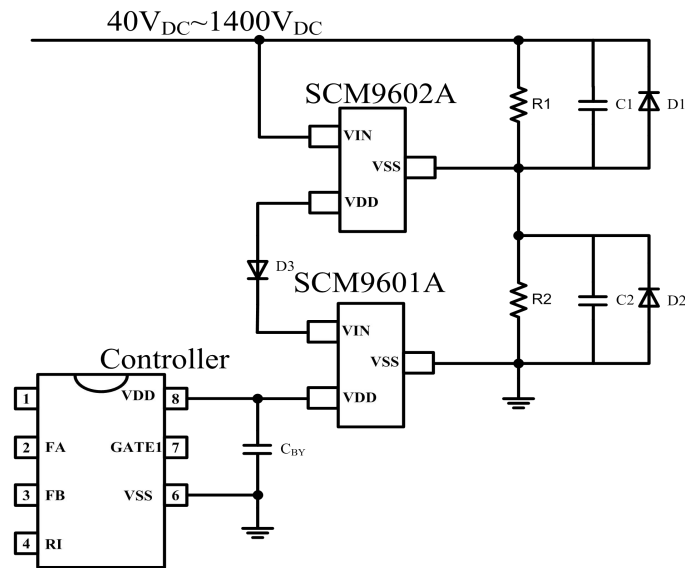 40VDC~1400VDC
SCM9602A
VIN
VSS
VDD
R1
C1
D1
D3
SCM9601A
VIN
VSS
VDD
R2
C2
D2
Controller
1
VDD
8
2
FA
GATE1
7
3
FB
VSS
6
4
RI
CBY